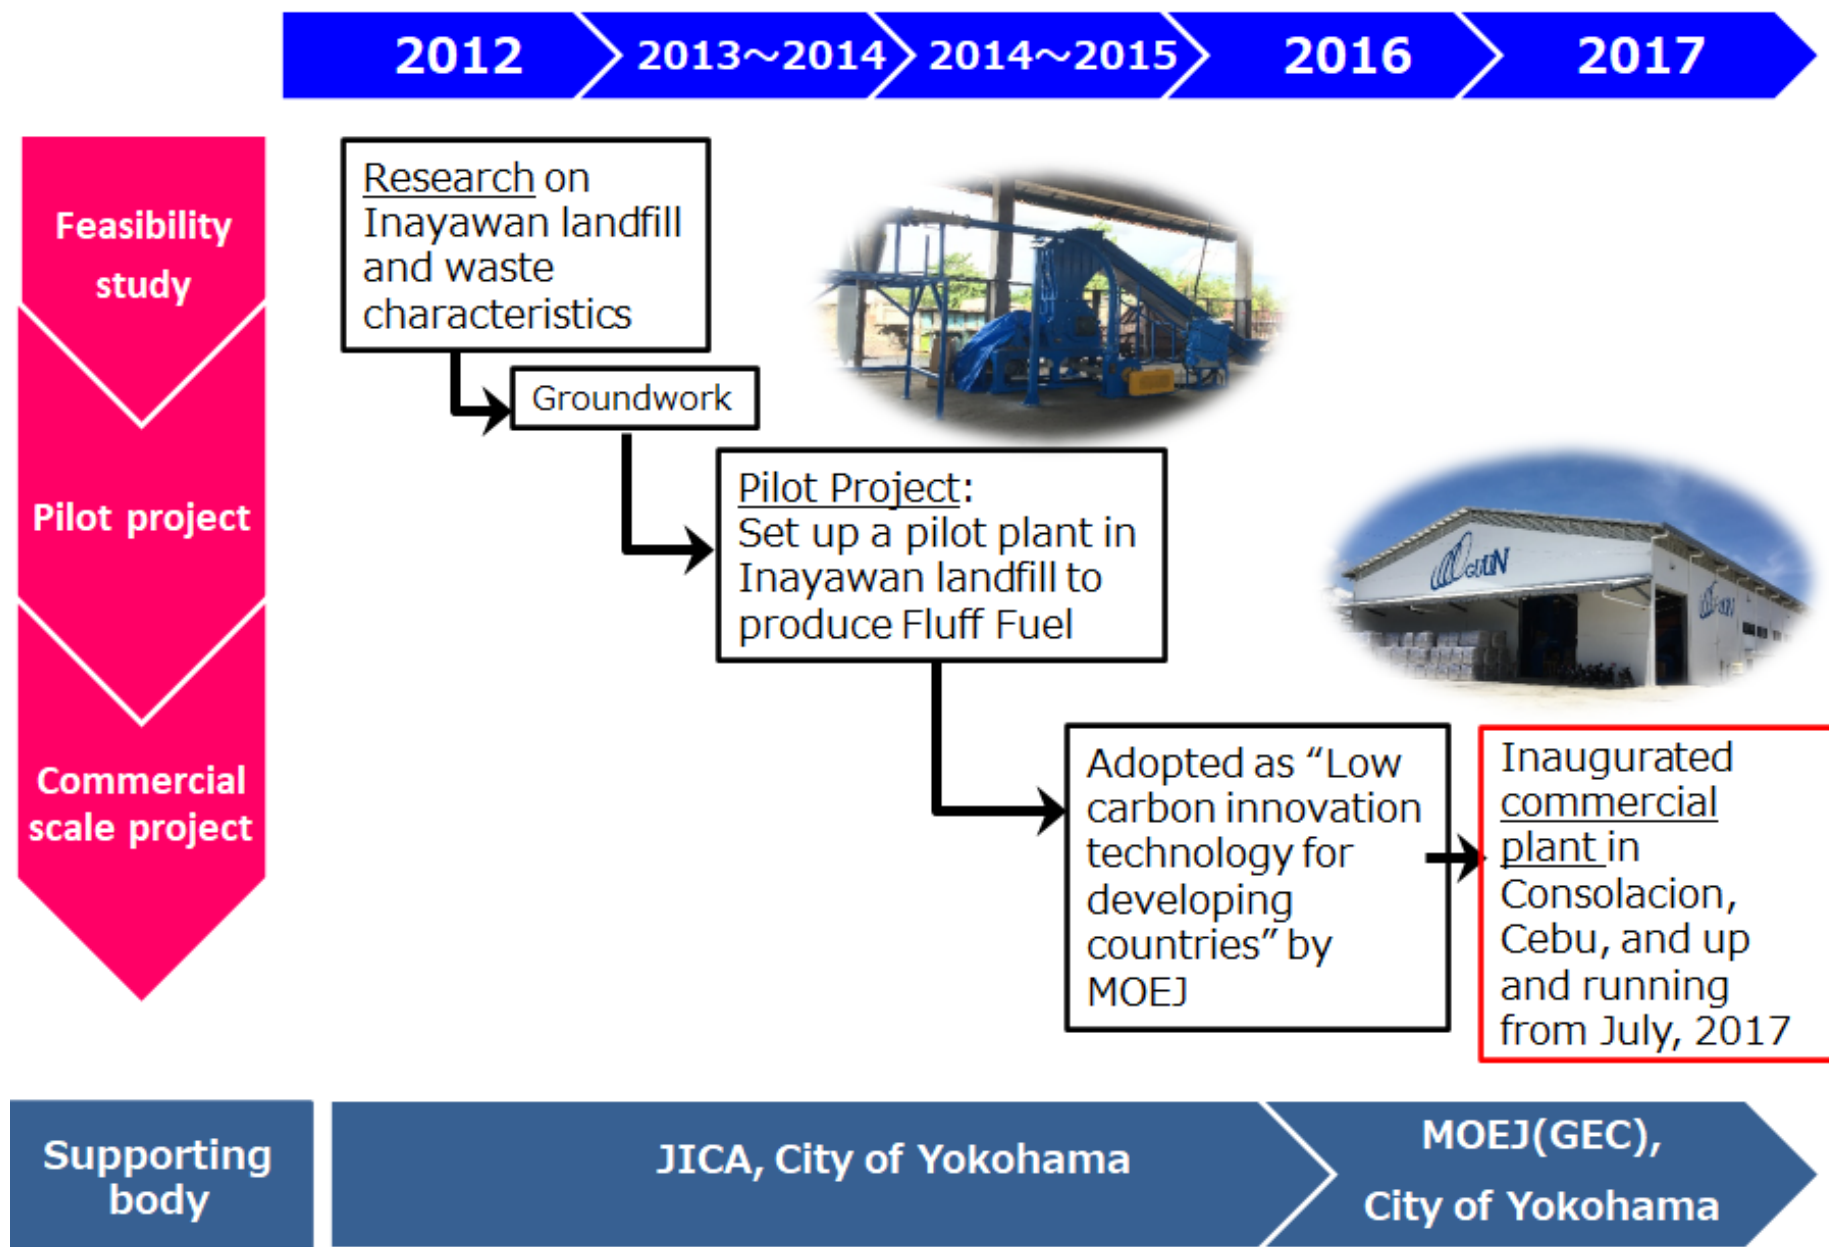 2012
2013～2014
2014～2015
2016
2017
Feasibility
study
Pilot project
Commercial
scale project
Research on
Inayawan landfill
and waste
characteristics
Groundwork
Pilot Project:
Set up a pilot plant in
Inayawan landfill to
produce Fluff Fuel
GUUN
Adopted as “Low
carbon innovation
technology for
developing
countries” by
MOEJ
Inaugurated
commercial
plant in
Consolacion,
Cebu, and up
and running
from July, 2017
Supporting
body
JICA, City of Yokohama
MOEJ(GEC),
City of Yokohama